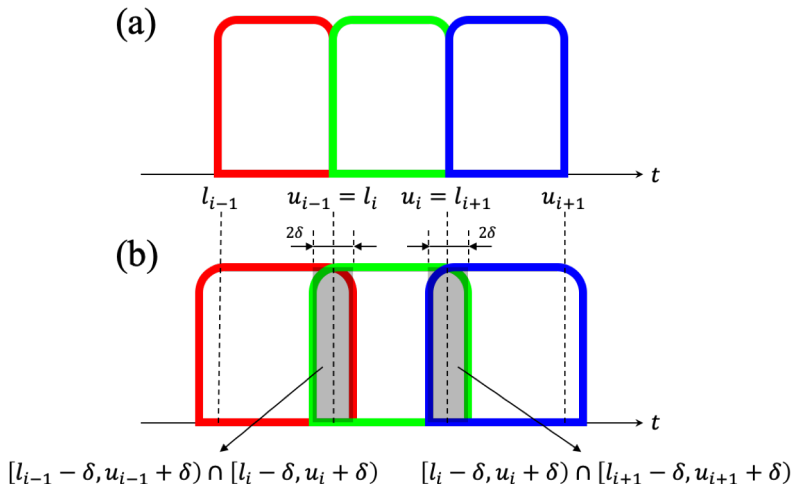 (a)
t
l_{i-1} u_{i-1} = l_i u_i = l_{i+1} u_{i+1}
2δ 2δ
(b)
t
[l_{i-1} − δ, u_{i-1} + δ) ∩ [l_i − δ, u_i + δ) [l_i − δ, u_i + δ) ∩ [l_{i+1} − δ, u_{i+1} + δ)